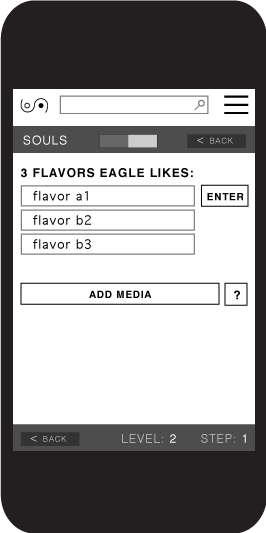 SOULS
< BACK
3 FLAVORS EAGLE LIKES:
flavor a1
ENTER
flavor b2
flavor b3
ADD MEDIA
?
< BACK
LEVEL: 2
STEP: 1